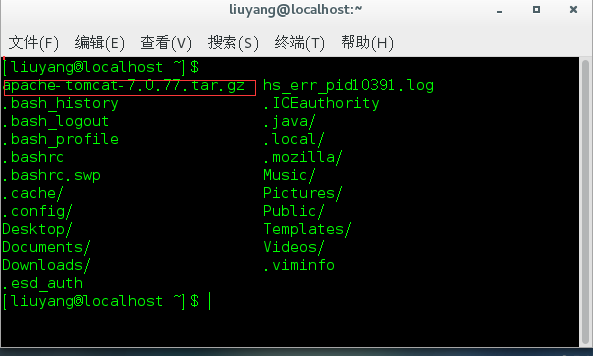 liuyang@localhost:~
文件(F) 编辑(E) 查看(V) 搜索(S) 终端(T) 帮助(H)
[liuyang@localhost ~]$
apache-tomcat-7.0.77.tar.gz hs_err_pid10391.log
.bash_history .ICEauthority
.bash_logout .java/
.bash_profile .local/
.bashrc .mozilla/
.bashrc.swp Music/
.cache/ Pictures/
.config/ Public/
Desktop/ Templates/
Documents/ Videos/
Downloads/ .viminfo
.esd_auth
[liuyang@localhost ~]$